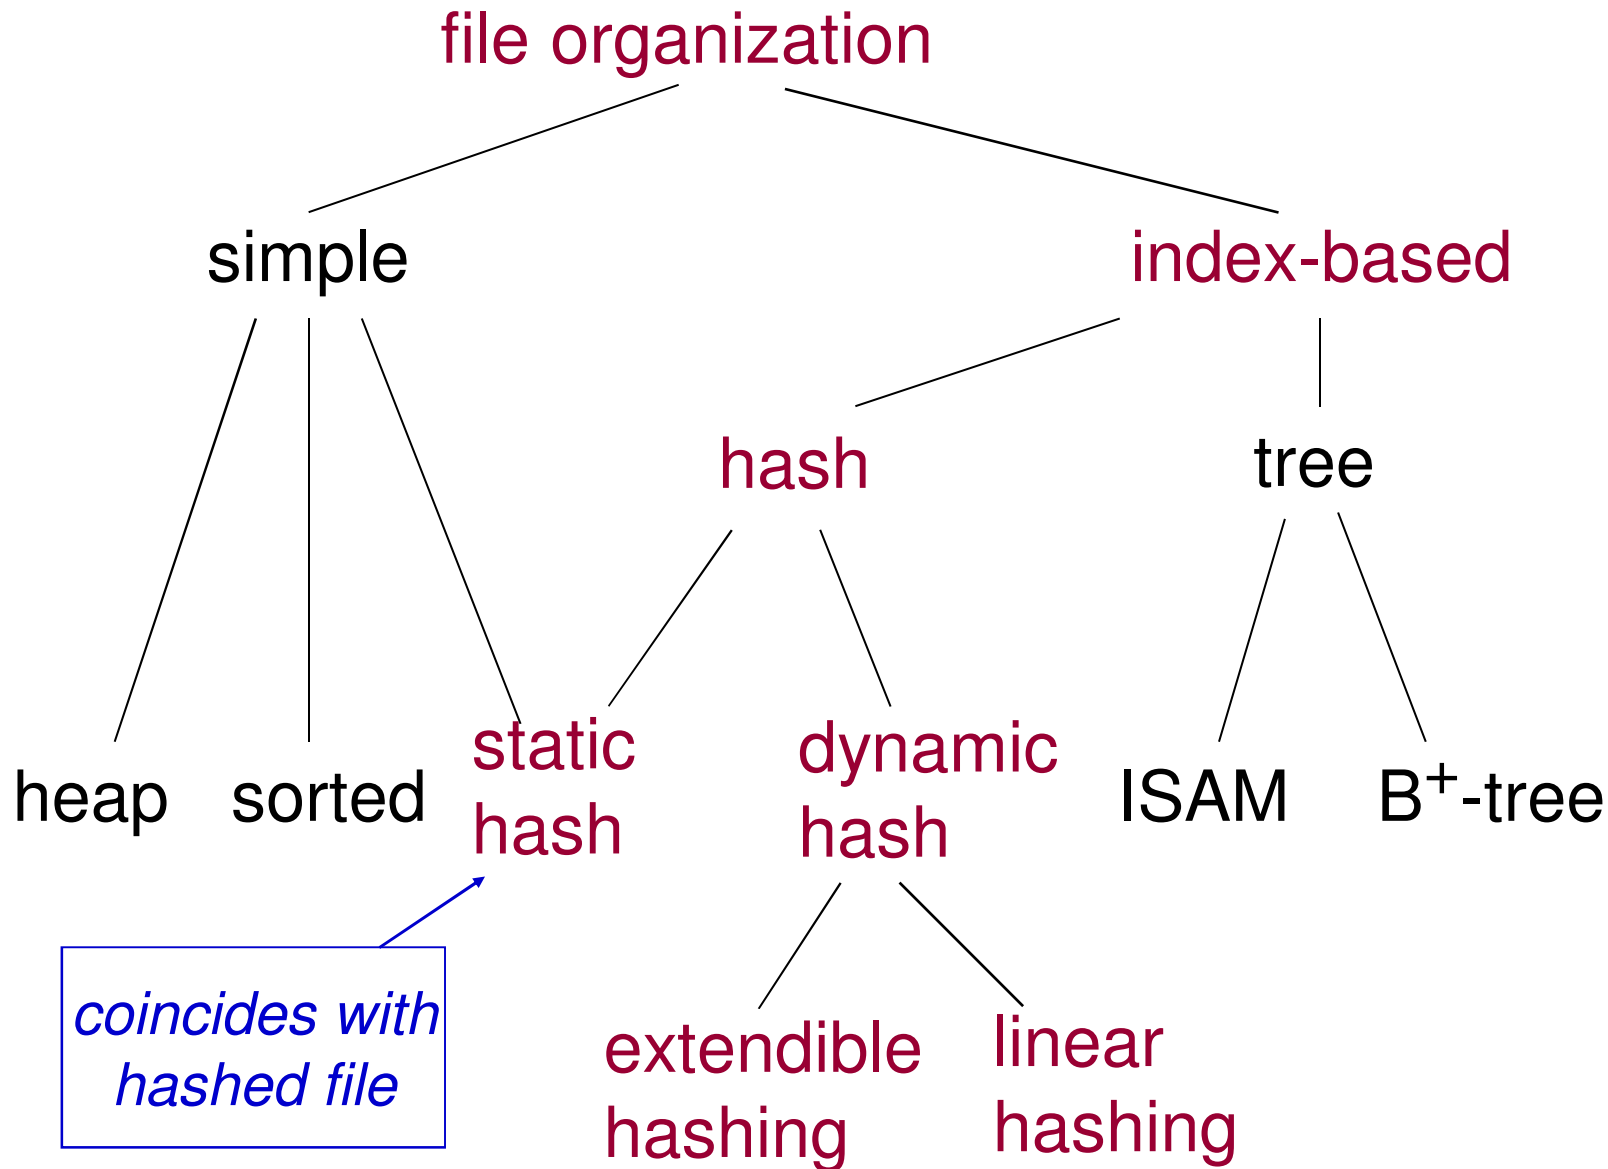 file organization
simple
index-based
hash
tree
static
hash
dynamic
hash
heap
sorted
ISAM
B⁺-tree
coincides with
hashed file
extendible
hashing
linear
hashing